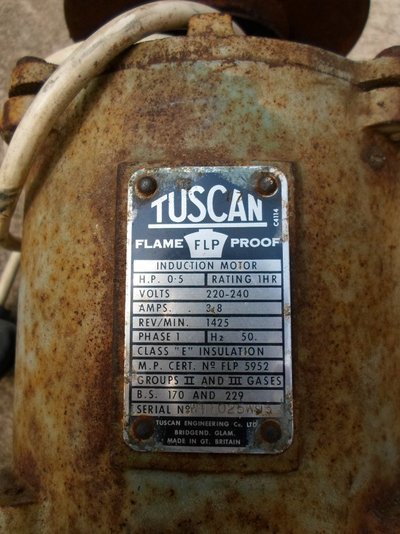 TUSCAN
C4114
FLAME FLP PROOF
INDUCTION MOTOR
H.P. 0·5 RATING 1HR
VOLTS 220-240
AMPS. 3·8
REV/MIN. 1425
PHASE 1 Hz 50.
CLASS "E" INSULATION
M.P. CERT. Nº FLP 5952
GROUPS II AND III GASES
B.S. 170 AND 229
SERIAL Nº
TUSCAN ENGINEERING Co. LTD
BRIDGEND, GLAM.
MADE IN GT. BRITAIN